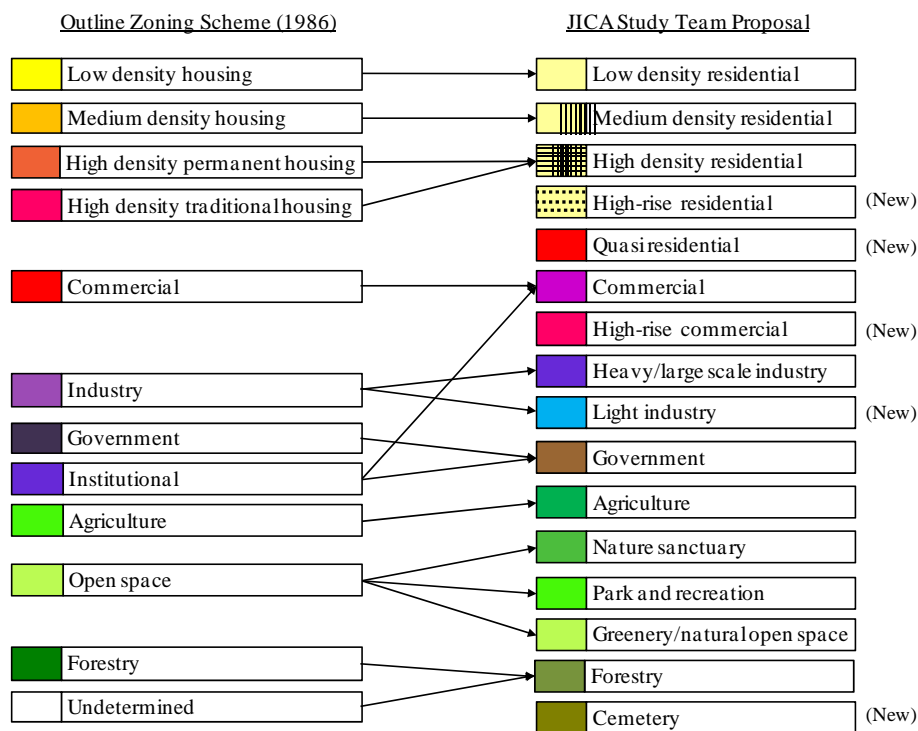 Outline Zoning Scheme (1986)
JICA Study Team Proposal
Low density housing
Low density residential
Medium density housing
Medium density residential
High density permanent housing
High density residential
High density traditional housing
High-rise residential
(New)
Quasi residential
(New)
Commercial
Commercial
High-rise commercial
(New)
Industry
Heavy/large scale industry
Light industry
(New)
Government
Government
Institutional
Agriculture
Agriculture
Nature sanctuary
Open space
Park and recreation
Greenery/natural open space
Forestry
Forestry
Undetermined
Cemetery
(New)